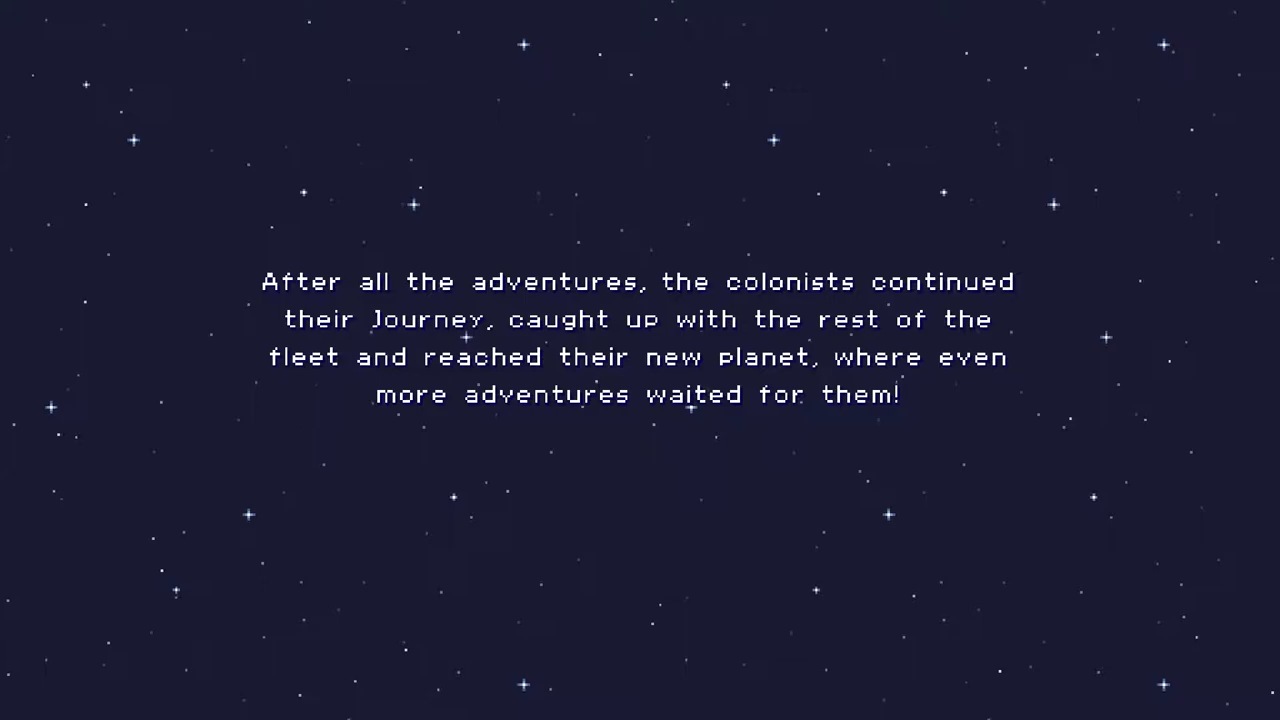 After all the adventures, the colonists continued
their Journey, caught up with the rest of the
fleet and reached their new planet, where even
more adventures waited for them!